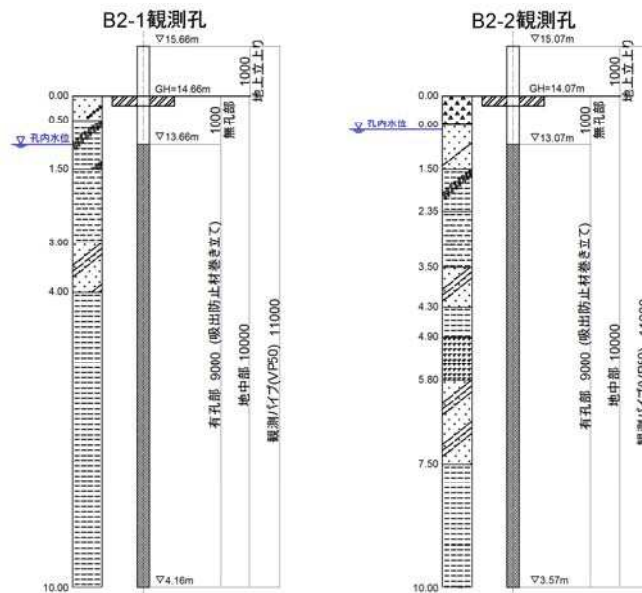 B2-1観測孔
▽15.66m
1000
地上立上り
GH=14.66m
0.00
0.50
孔内水位
1.50
3.00
4.00
10.00
1000
無孔部
▽13.66m
有孔部 9000 (吸出防止材巻き立て)
地中部 10000
観測パイプ(VP50) 11000
▽4.16m
B2-2観測孔
▽15.07m
1000
地上立上り
GH=14.07m
0.00
0.60
孔内水位
1.50
2.35
3.50
4.30
4.90
5.80
7.50
10.00
1000
無孔部
▽13.07m
有孔部 9000 (吸出防止材巻き立て)
地中部 10000
▽3.57m